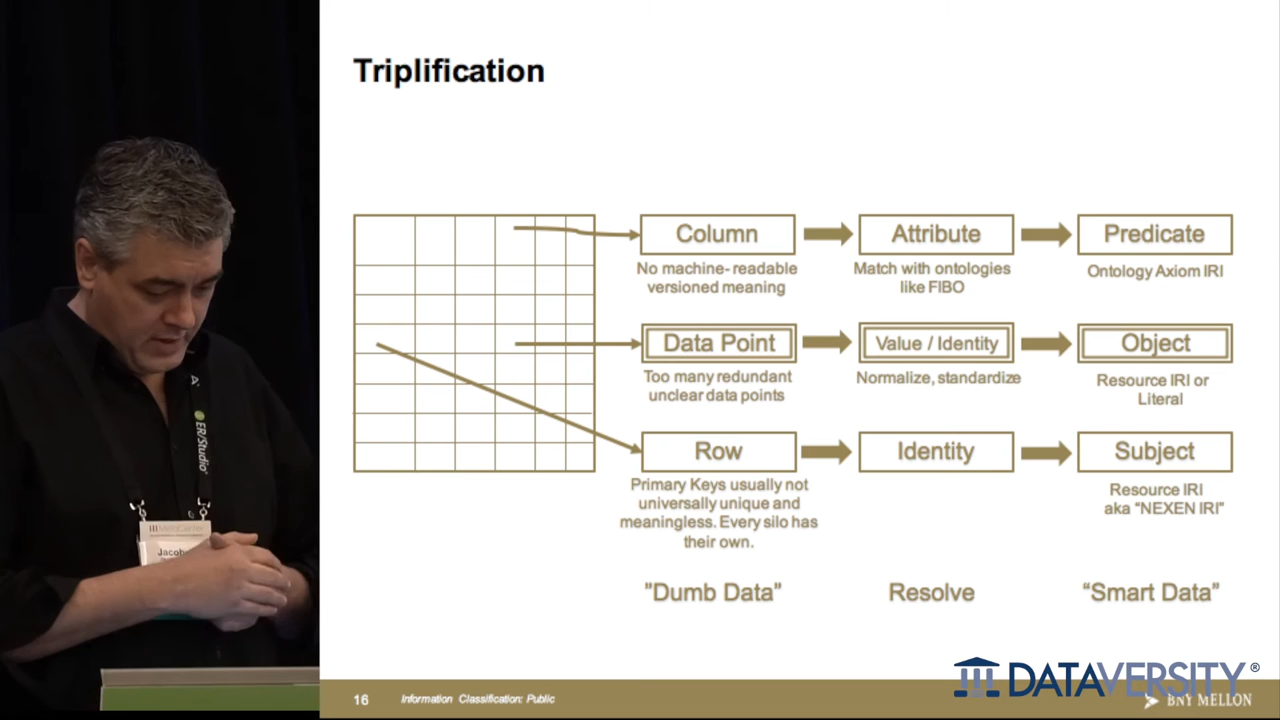 Triplification
Column
Attribute
Predicate
No machine- readable
versioned meaning
Match with ontologies
like FIBO
Ontology Axiom IRI
Data Point
Value / Identity
Object
Too many redundant
unclear data points
Normalize, standardize
Resource IRI or
Literal
Row
Identity
Subject
Primary Keys usually not
universally unique and
meaningless. Every silo has
their own.
Resource IRI
aka “NEXEN IRI”
”Dumb Data”
Resolve
“Smart Data”
16
Information Classification: Public
DATAVERSITY®
BNY MELLON
ER/Studio®
Jacob